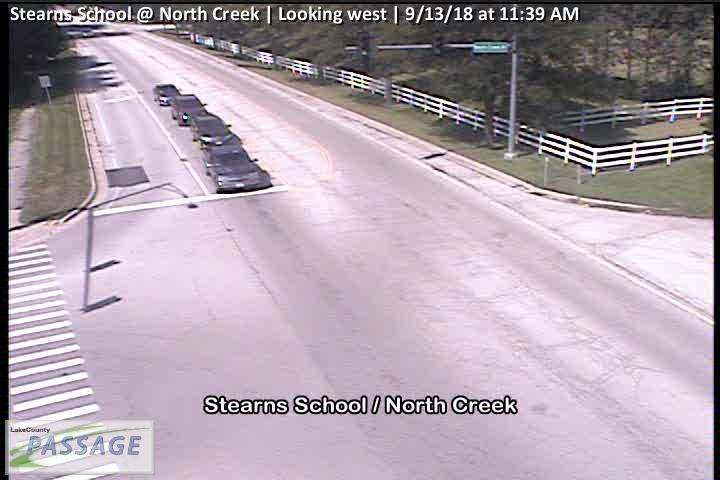 Stearns School @ North Creek | Looking west | 9/13/18 at 11:39 AM
Stearns School / North Creek
LakeCounty
PASSAGE